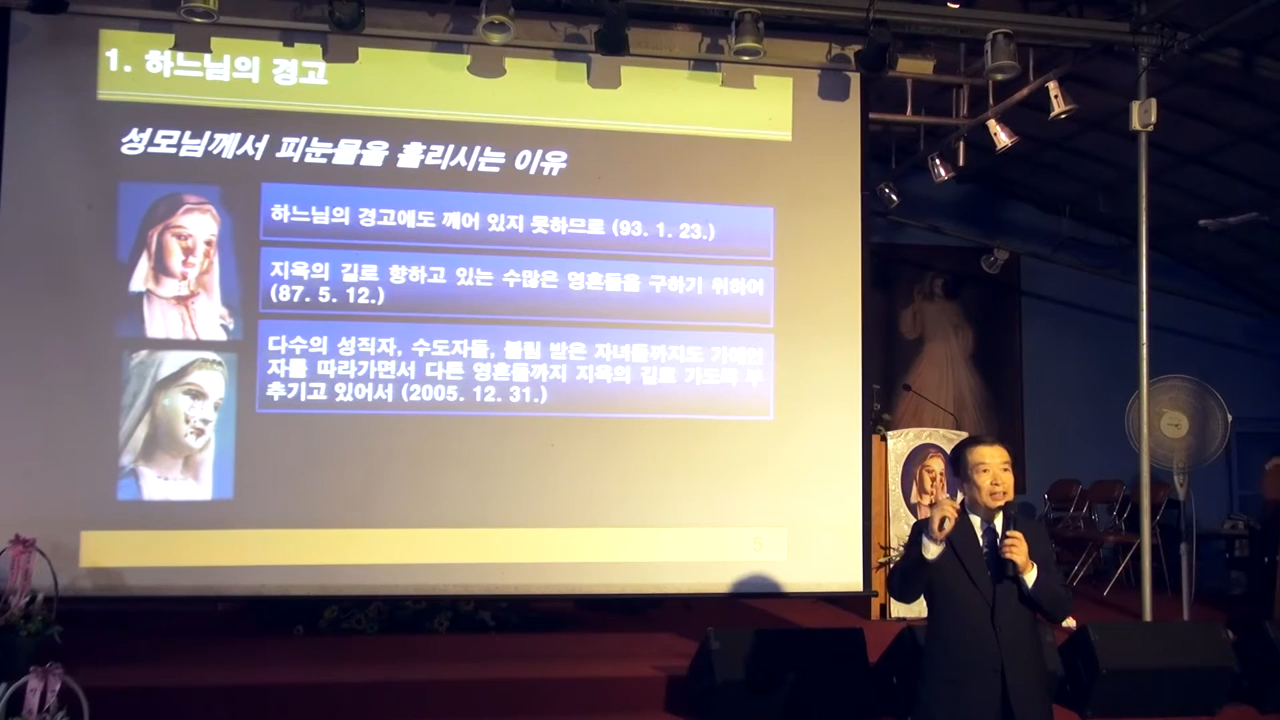 1. 하느님의 경고
성모님께서 피눈물을 흘리시는 이유
하느님의 경고에도 깨어 있지 못하므로 (93. 1. 23.)
지옥의 길로 향하고 있는 수많은 영혼들을 구하기 위하여
(87. 5. 12.)
다수의 성직자, 수도자들, 불림 받은 자녀들까지도 가예언
자를 따라가면서 다른 영혼들까지 지옥의 길로 가도록 부
추기고 있어서 (2005. 12. 31.)
5